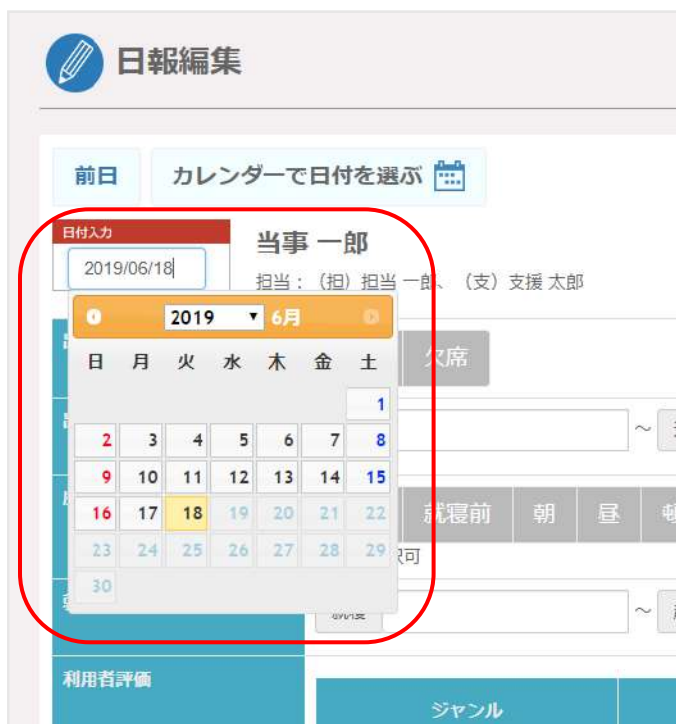 日報編集
前日
カレンダーで日付を選ぶ
日付入力
2019/06/18
当事 一郎
担当：（担）担当 一郎、（支）支援 太郎
2019 6月
日 月 火 水 木 金 土
1
2 3 4 5 6 7 8
9 10 11 12 13 14 15
16 17 18 19 20 21 22
23 24 25 26 27 28 29
30
欠席
～
就寝前 朝 昼
可
～
利用者評価
ジャンル